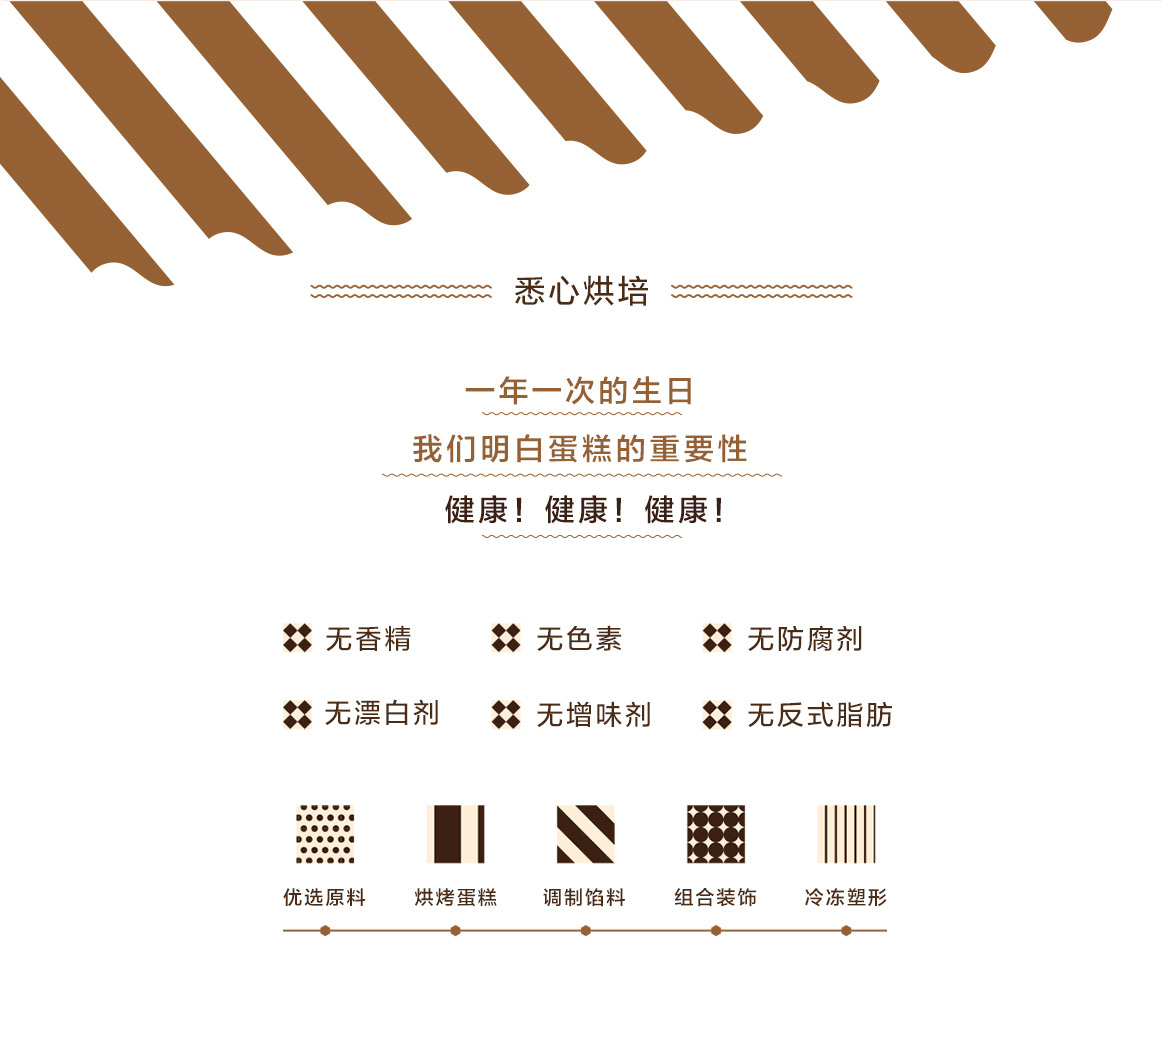 悉心烘培
一年一次的生日
我们明白蛋糕的重要性
健康！健康！健康！
无香精 无色素 无防腐剂
无漂白剂 无增味剂 无反式脂肪
优选原料 烘烤蛋糕 调制馅料 组合装饰 冷冻塑形